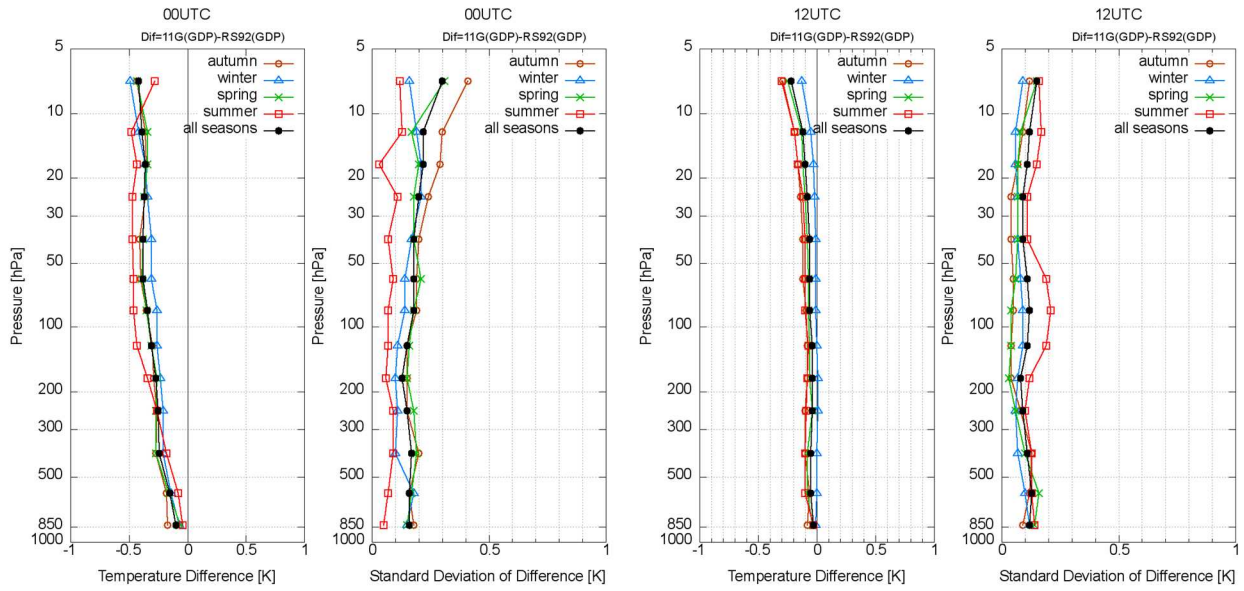 00UTC
Dif=11G(GDP)-RS92(GDP)
autumn
winter
spring
summer
all seasons
5
10
20
30
50
100
200
300
500
850
1000
Pressure [hPa]
-1 -0.5 0 0.5 1
Temperature Difference [K]
00UTC
Dif=11G(GDP)-RS92(GDP)
autumn
winter
spring
summer
all seasons
5
10
20
30
50
100
200
300
500
850
1000
Pressure [hPa]
0 0.5 1
Standard Deviation of Difference [K]
12UTC
Dif=11G(GDP)-RS92(GDP)
autumn
winter
spring
summer
all seasons
5
10
20
30
50
100
200
300
500
850
1000
Pressure [hPa]
-1 -0.5 0 0.5 1
Temperature Difference [K]
12UTC
Dif=11G(GDP)-RS92(GDP)
autumn
winter
spring
summer
all seasons
5
10
20
30
50
100
200
300
500
850
1000
Pressure [hPa]
0 0.5 1
Standard Deviation of Difference [K]